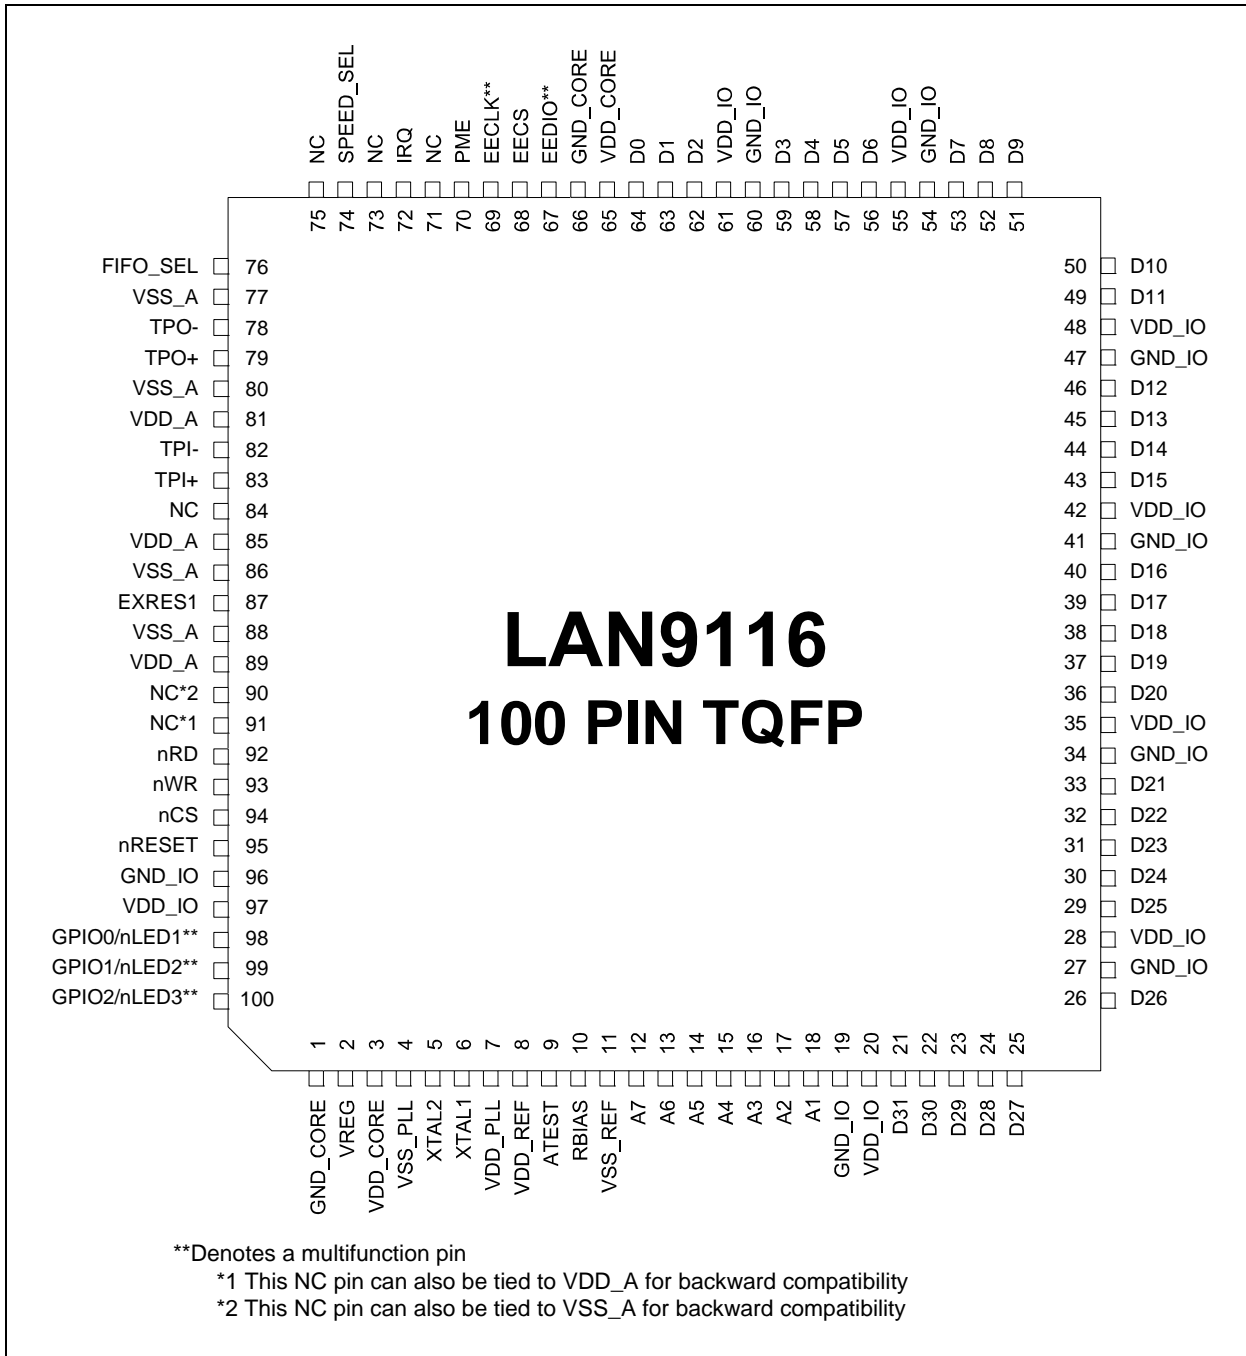 NC
SPEED_SEL
NC
IRQ
NC
PME
EECLK**
EECS
EEDIO**
GND_CORE
VDD_CORE
D0
D1
D2
VDD_IO
GND_IO
D3
D4
D5
D6
VDD_IO
GND_IO
D7
D8
D9
75
74
73
72
71
70
69
68
67
66
65
64
63
62
61
60
59
58
57
56
55
54
53
52
51
FIFO_SEL 76
VSS_A 77
TPO- 78
TPO+ 79
VSS_A 80
VDD_A 81
TPI- 82
TPI+ 83
NC 84
VDD_A 85
VSS_A 86
EXRES1 87
VSS_A 88
VDD_A 89
NC*2 90
NC*1 91
nRD 92
nWR 93
nCS 94
nRESET 95
GND_IO 96
VDD_IO 97
GPIO0/nLED1** 98
GPIO1/nLED2** 99
GPIO2/nLED3** 100
LAN9116
100 PIN TQFP
50 D10
49 D11
48 VDD_IO
47 GND_IO
46 D12
45 D13
44 D14
43 D15
42 VDD_IO
41 GND_IO
40 D16
39 D17
38 D18
37 D19
36 D20
35 VDD_IO
34 GND_IO
33 D21
32 D22
31 D23
30 D24
29 D25
28 VDD_IO
27 GND_IO
26 D26
1
2
3
4
5
6
7
8
9
10
11
12
13
14
15
16
17
18
19
20
21
22
23
24
25
GND_CORE
VREG
VDD_CORE
VSS_PLL
XTAL2
XTAL1
VDD_PLL
VDD_REF
ATEST
RBIAS
VSS_REF
A7
A6
A5
A4
A3
A2
A1
GND_IO
VDD_IO
D31
D30
D29
D28
D27
**Denotes a multifunction pin
*1 This NC pin can also be tied to VDD_A for backward compatibility
*2 This NC pin can also be tied to VSS_A for backward compatibility